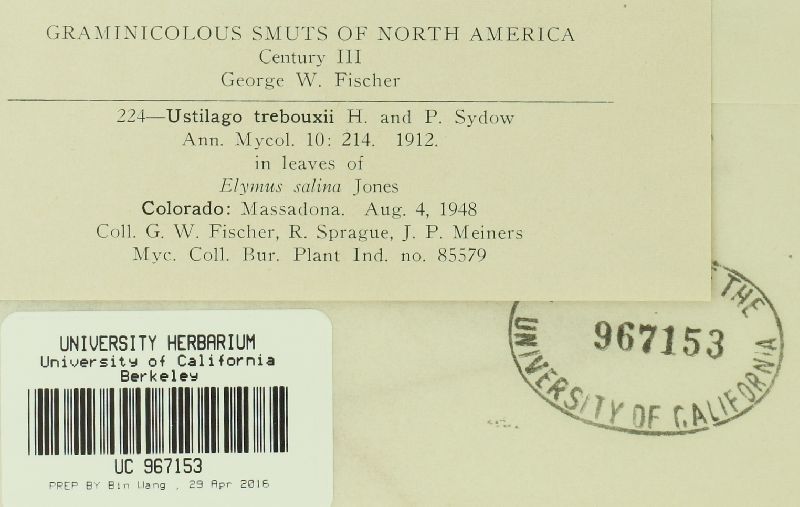 GRAMINICOLOUS SMUTS OF NORTH AMERICA
Century III
George W. Fischer
224—Ustilago trebouxii H. and P. Sydow
Ann. Mycol. 10: 214. 1912.
in leaves of
Elymus salina Jones
Colorado: Massadona. Aug. 4, 1948
Coll. G. W. Fischer, R. Sprague, J. P. Meiners
Myc. Coll. Bur. Plant Ind. no. 85579
THE
967153
UNIVERSITY OF CALIFORNIA
UNIVERSITY HERBARIUM
University of California
Berkeley
UC 967153
PREP BY Bin Wang , 29 Apr 2016